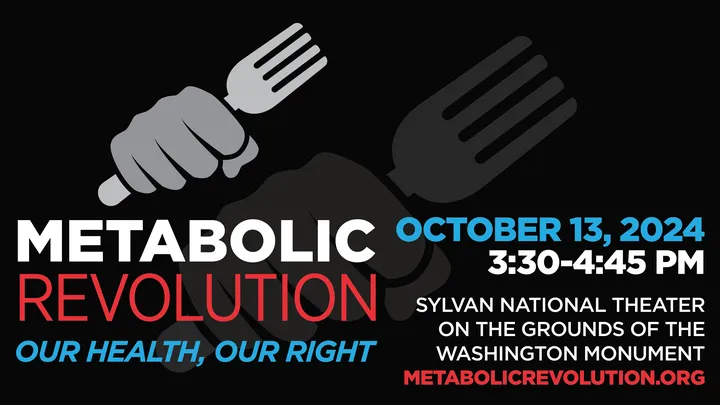 METABOLIC
REVOLUTION
OUR HEALTH, OUR RIGHT
OCTOBER 13, 2024
3:30-4:45 PM
SYLVAN NATIONAL THEATER
ON THE GROUNDS OF THE
WASHINGTON MONUMENT
METABOLICREVOLUTION.ORG